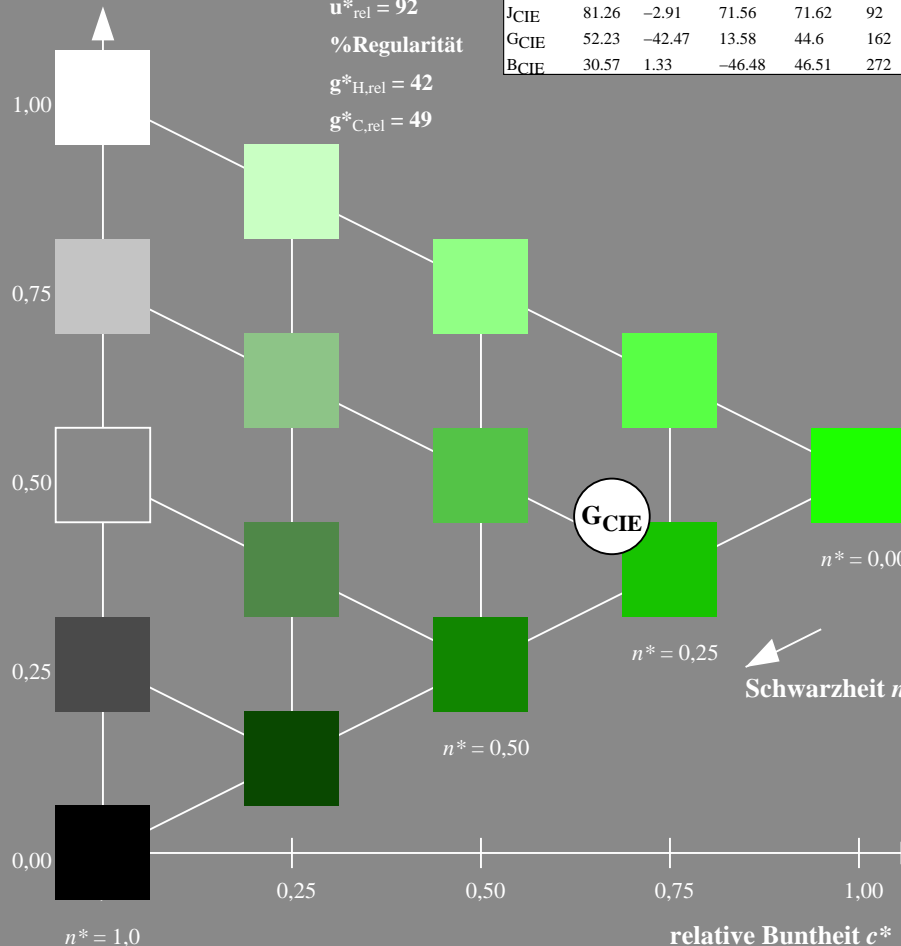 u*rel = 92
%Regularität
g*H,rel = 42
g*C,rel = 49
JCIE 81.26 −2.91 71.56 71.62 92
GCIE 52.23 −42.47 13.58 44.6 162
BCIE 30.57 1.33 −46.48 46.51 272
1,00
0,75
0,50
GCIE
n* = 0,00
n* = 0,25
0,25
Schwarzheit n
n* = 0,50
0,00
0,25 0,50 0,75 1,00
n* = 1,0
relative Buntheit c*